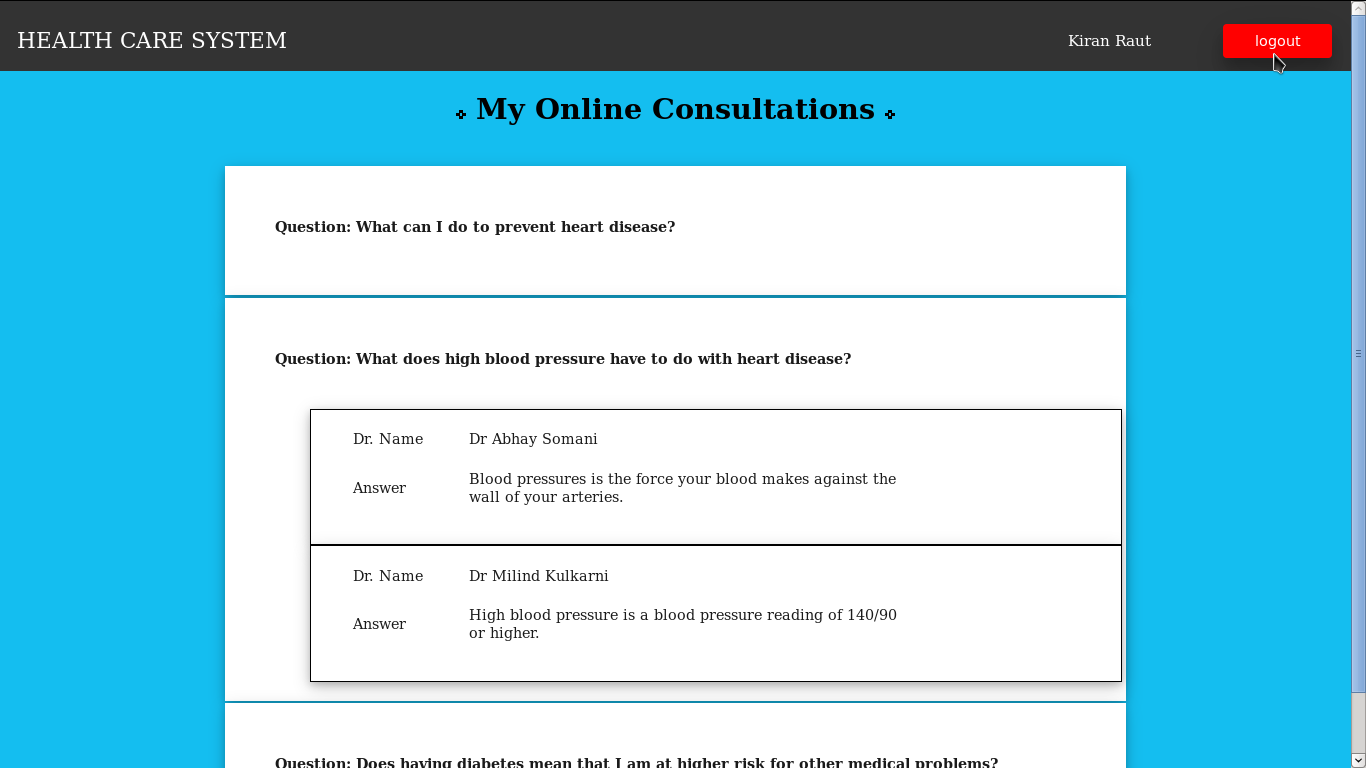 HEALTH CARE SYSTEM
Kiran Raut
logout
My Online Consultations
Question: What can I do to prevent heart disease?
Question: What does high blood pressure have to do with heart disease?
Dr. Name
Dr Abhay Somani
Answer
Blood pressures is the force your blood makes against the
wall of your arteries.
Dr. Name
Dr Milind Kulkarni
Answer
High blood pressure is a blood pressure reading of 140/90
or higher.
Question: Does having diabetes mean that I am at higher risk for other medical problems?